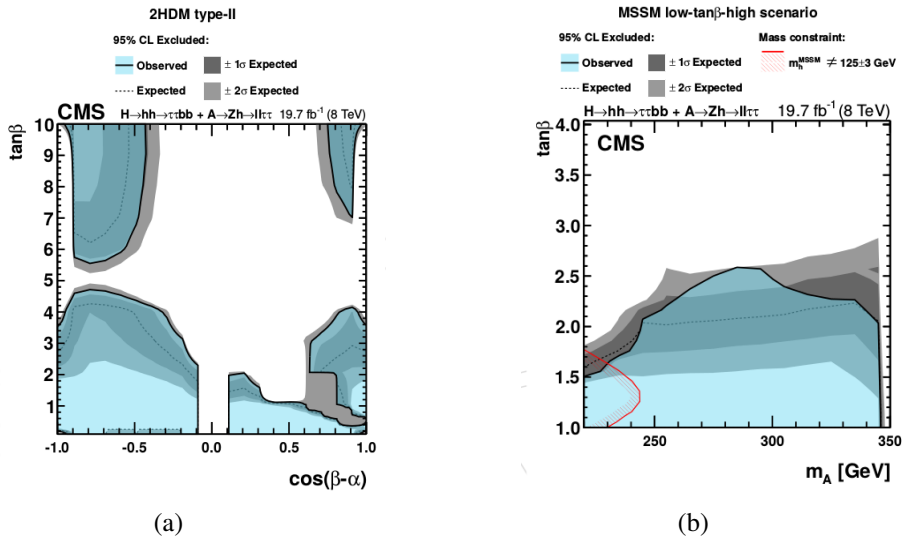 2HDM type-II
95% CL Excluded:
Observed
± 1σ Expected
Expected
± 2σ Expected
CMS H→hh→ττbb + A→Zh→llττ 19.7 fb⁻¹ (8 TeV)
tanβ
10
9
8
7
6
5
4
3
2
1
-1.0 -0.5 0.0 0.5 1.0
cos(β-α)
(a)
MSSM low-tanβ-high scenario
95% CL Excluded:
Mass constraint:
Observed
± 1σ Expected
m_h^MSSM ≠ 125±3 GeV
Expected
± 2σ Expected
H→hh→ττbb + A→Zh→llττ 19.7 fb⁻¹ (8 TeV)
CMS
tanβ
4.0
3.5
3.0
2.5
2.0
1.5
1.0
250 300 350
m_A [GeV]
(b)